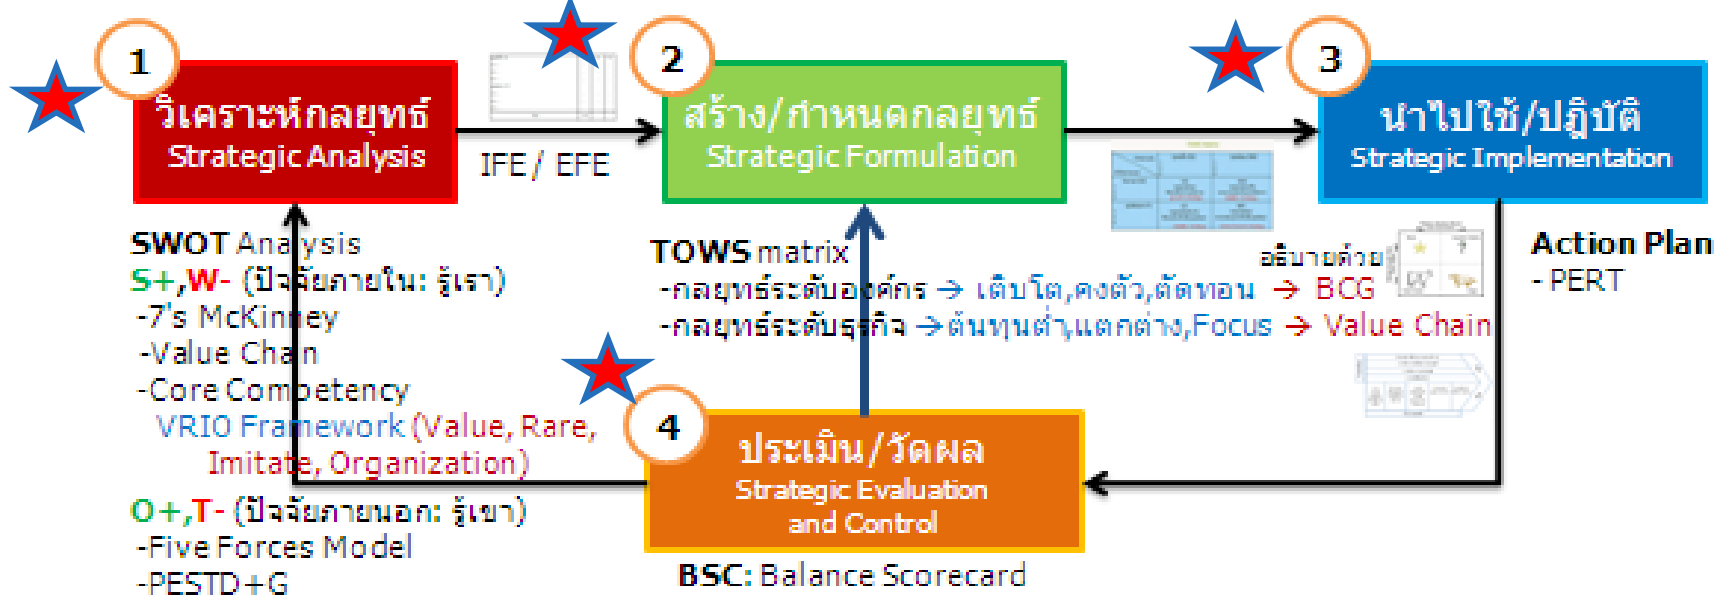 1
วิเคราะห์กลยุทธ์
Strategic Analysis
IFE / EFE
2
สร้าง/กำหนดกลยุทธ์
Strategic Formulation
3
นำไปใช้/ปฏิบัติ
Strategic Implementation
SWOT Analysis
S+,W- (ปัจจัยภายใน: รู้เรา)
-7's McKinney
-Value Chain
-Core Competency
VRIO Framework (Value, Rare,
Imitate, Organization)
O+,T- (ปัจจัยภายนอก: รู้เขา)
-Five Forces Model
-PESTD+G
TOWS matrix
อธิบายด้วย
-กลยุทธ์ระดับองค์กร → เติบโต,คงตัว,ตัดทอน → BCG
-กลยุทธ์ระดับธุรกิจ →ต้นทุนต่ำ,แตกต่าง,Focus → Value Chain
Action Plan
- PERT
4
ประเมิน/วัดผล
Strategic Evaluation
and Control
BSC: Balance Scorecard